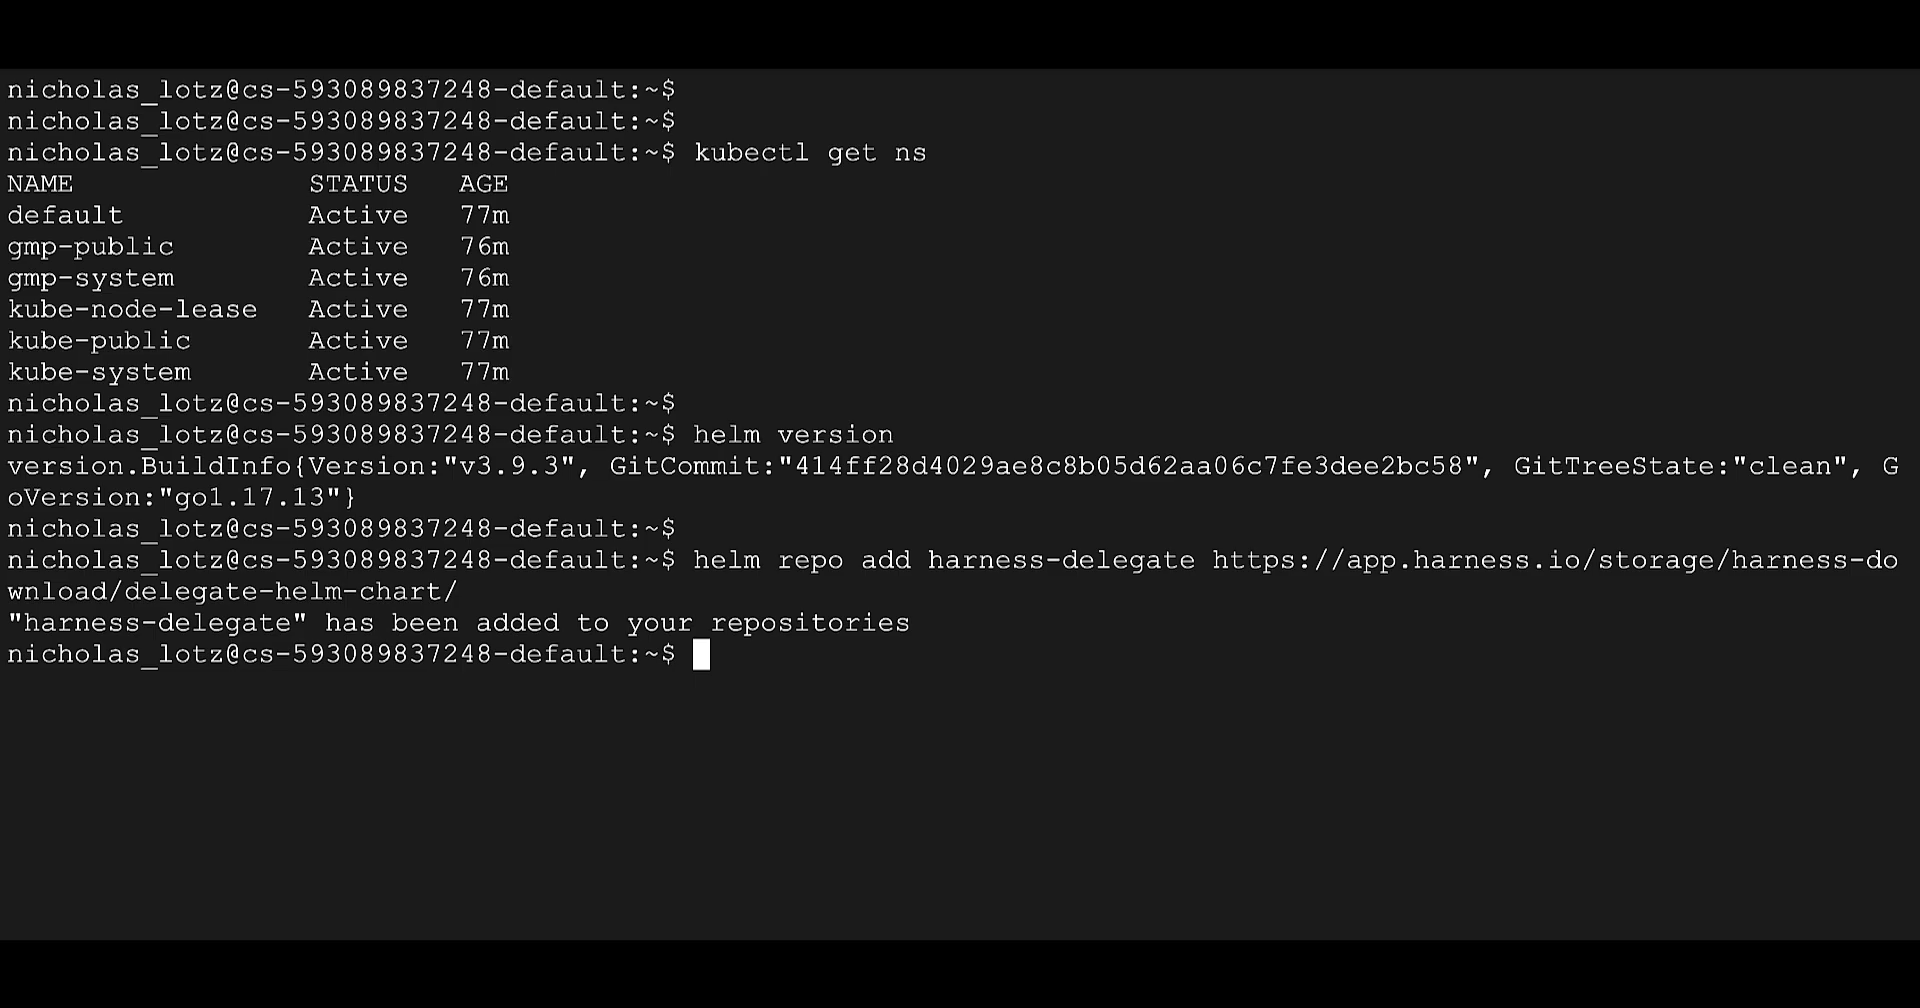 nicholas_lotz@cs-593089837248-default:~$
nicholas_lotz@cs-593089837248-default:~$
nicholas_lotz@cs-593089837248-default:~$ kubectl get ns
NAME              STATUS   AGE
default           Active   77m
gmp-public        Active   76m
gmp-system        Active   76m
kube-node-lease   Active   77m
kube-public       Active   77m
kube-system       Active   77m
nicholas_lotz@cs-593089837248-default:~$
nicholas_lotz@cs-593089837248-default:~$ helm version
version.BuildInfo{Version:"v3.9.3", GitCommit:"414ff28d4029ae8c8b05d62aa06c7fe3dee2bc58", GitTreeState:"clean", G
oVersion:"go1.17.13"}
nicholas_lotz@cs-593089837248-default:~$
nicholas_lotz@cs-593089837248-default:~$ helm repo add harness-delegate https://app.harness.io/storage/harness-do
wnload/delegate-helm-chart/
"harness-delegate" has been added to your repositories
nicholas_lotz@cs-593089837248-default:~$